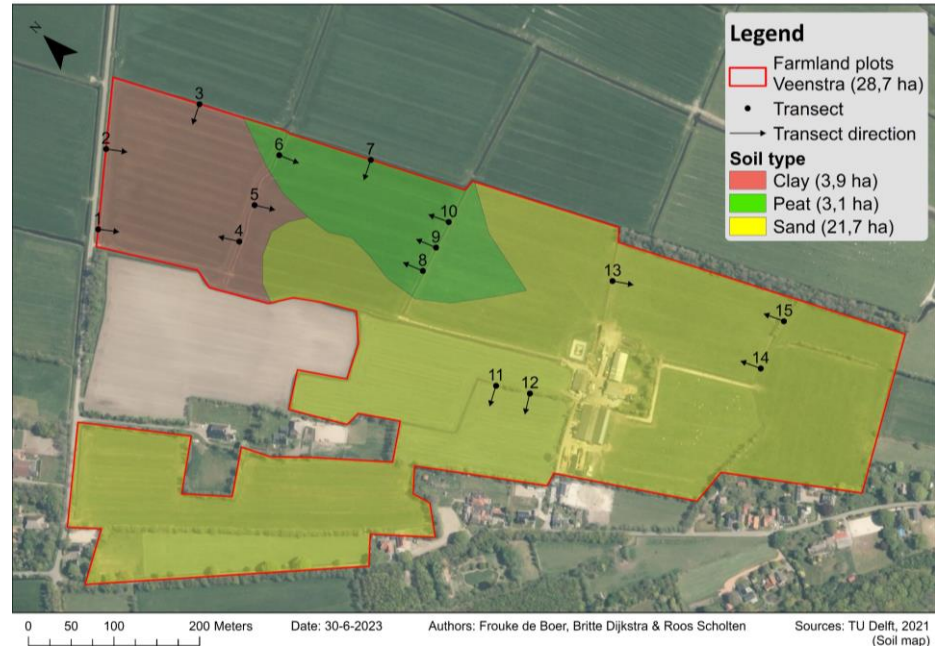 N
Legend
Farmland plots
Veenstra (28,7 ha)
Transect
Transect direction
Soil type
Clay (3,9 ha)
Peat (3,1 ha)
Sand (21,7 ha)
3
2
6
7
5
1
4
10
9
8
13
15
14
11
12
0 50 100 200 Meters
Date: 30-6-2023
Authors: Frouke de Boer, Britte Dijkstra & Roos Scholten
Sources: TU Delft, 2021
(Soil map)